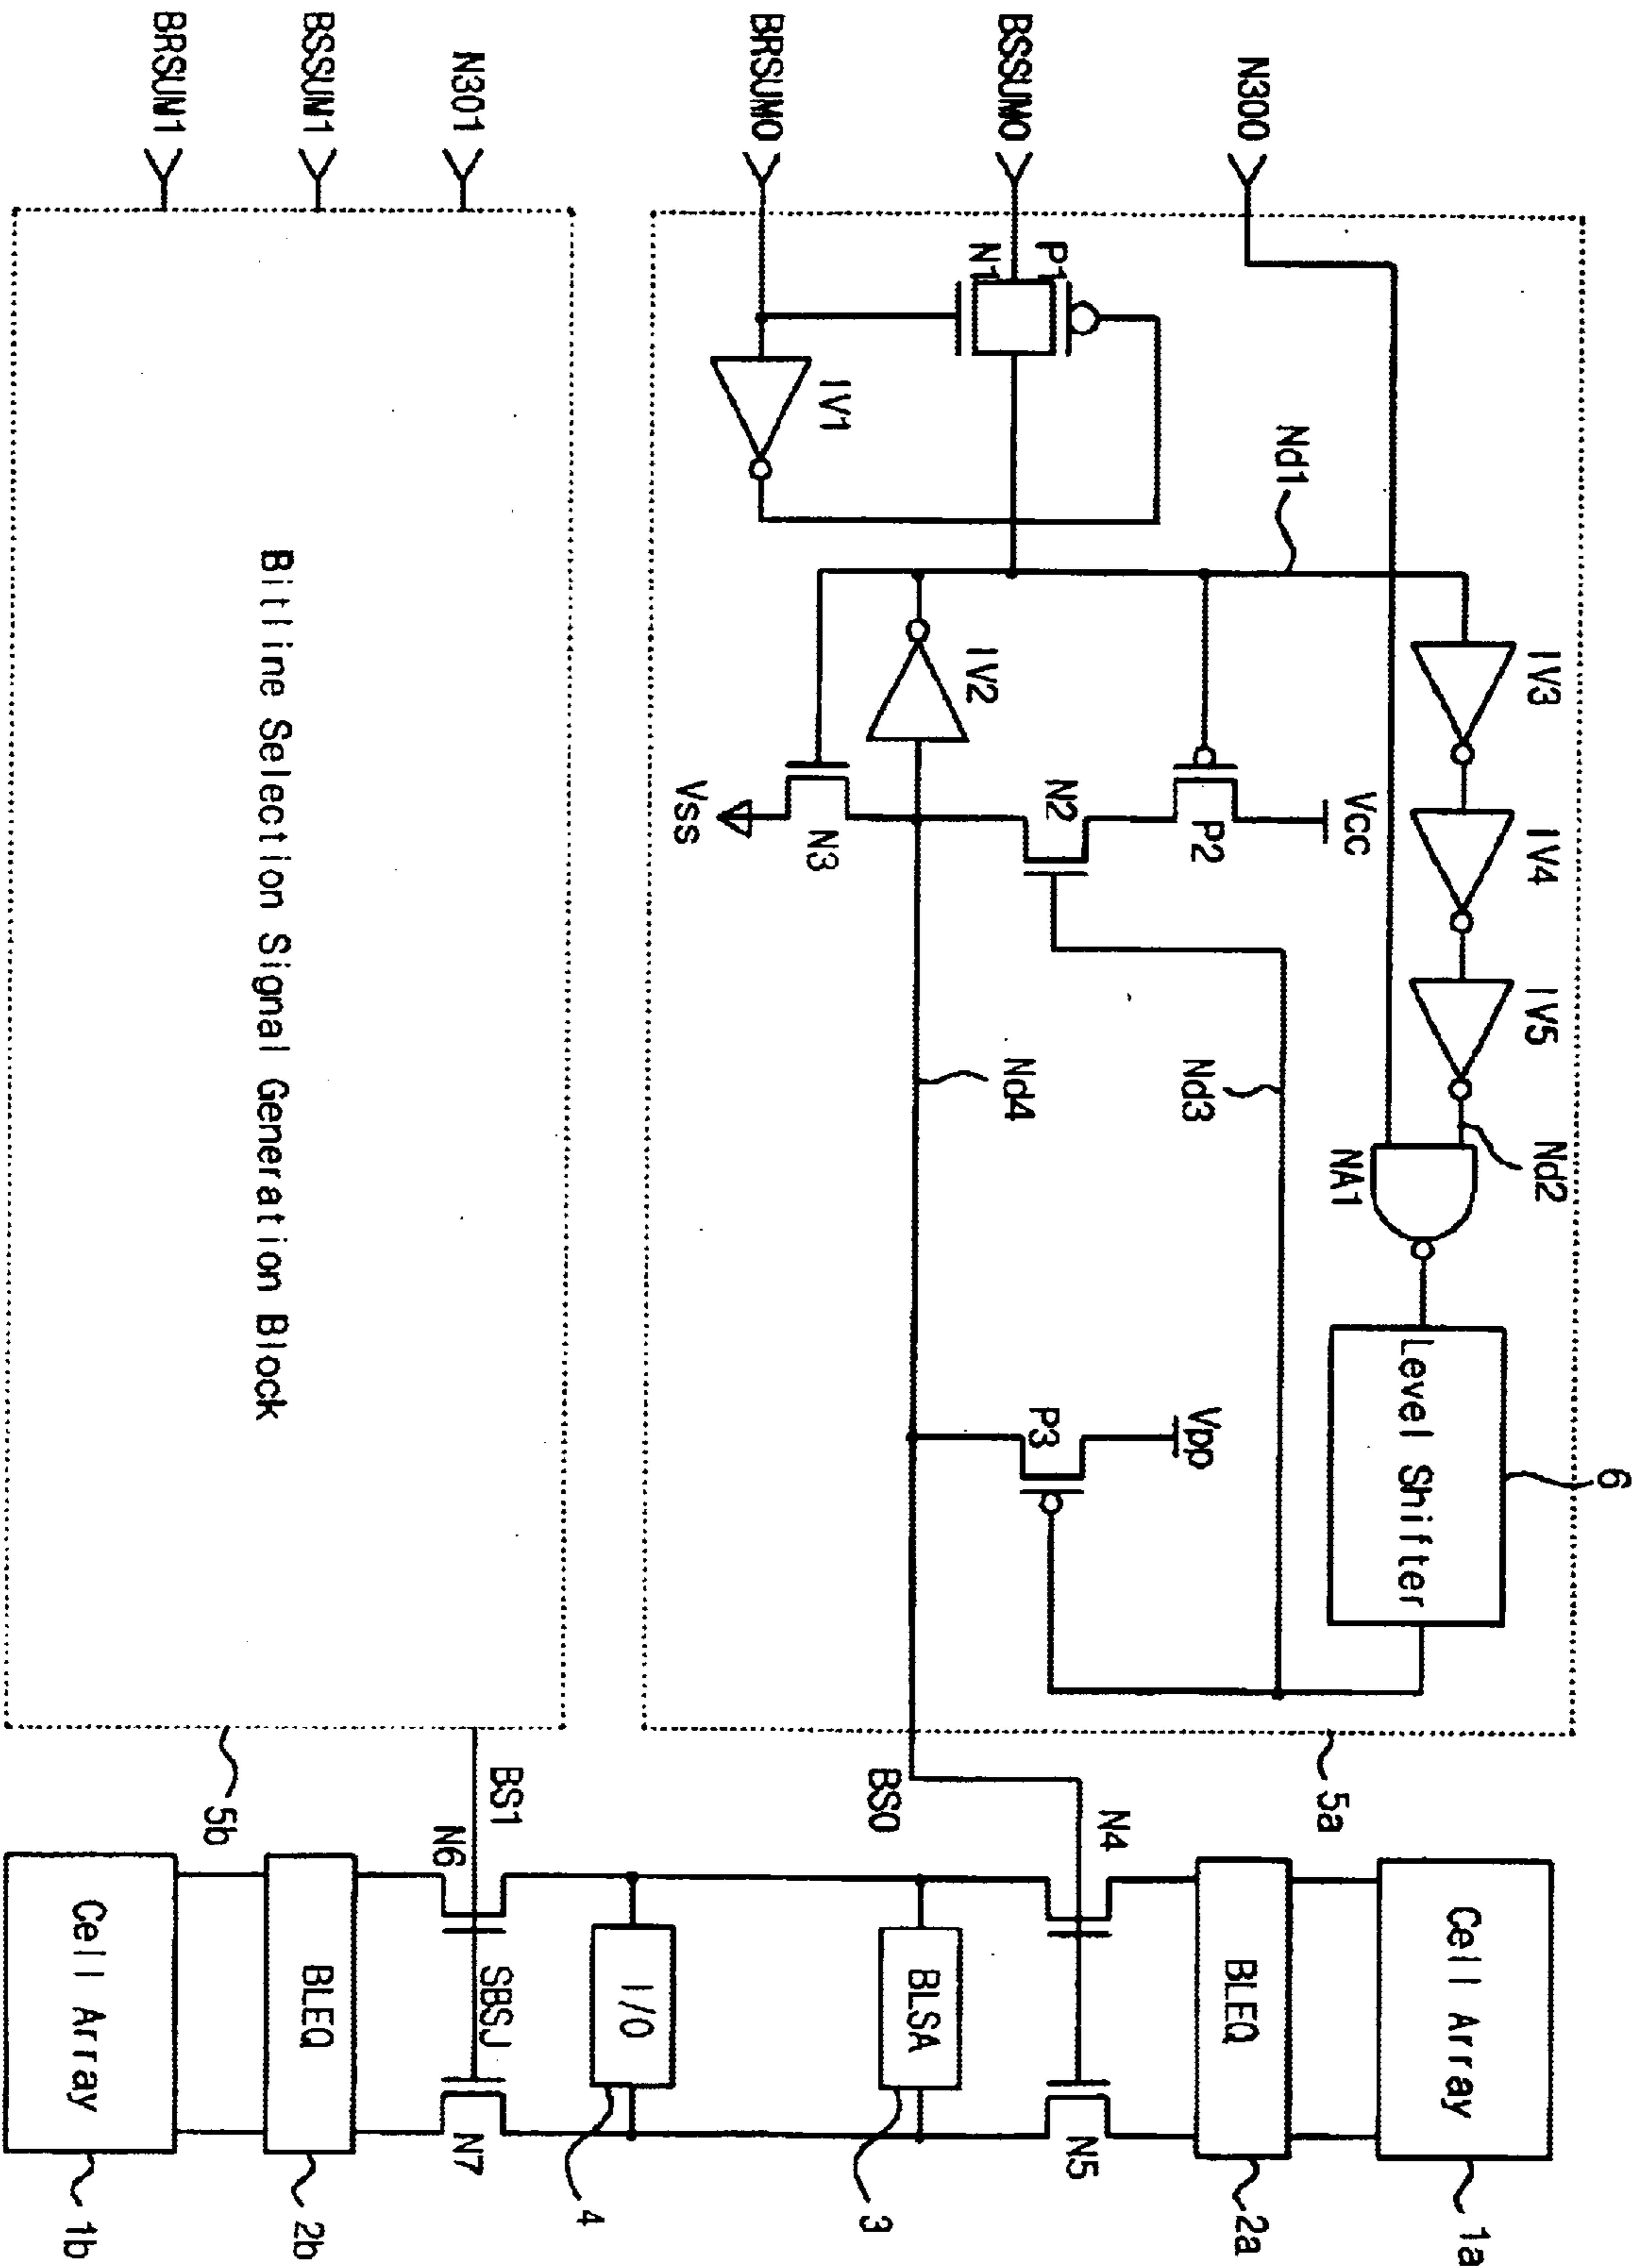 6
IV3
IV4
IV5
Nd2
Level Shifter
5a
Cell Array
1a
NA1
N300
Nd1
Vcc
Nd3
Vpp
BLEQ
2a
P1
P2
N1
N2
P3
N4
N5
BSSUM0
IV2
Nd4
BS0
BLSA
3
IV1
N3
BRSUM0
Vss
I/O
4
N301
BS1
SBSJ
N6
N7
BSSUM1
Bitline Selection Signal Generation Block
BLEQ
2b
5b
BRSUM1
Cell Array
1b